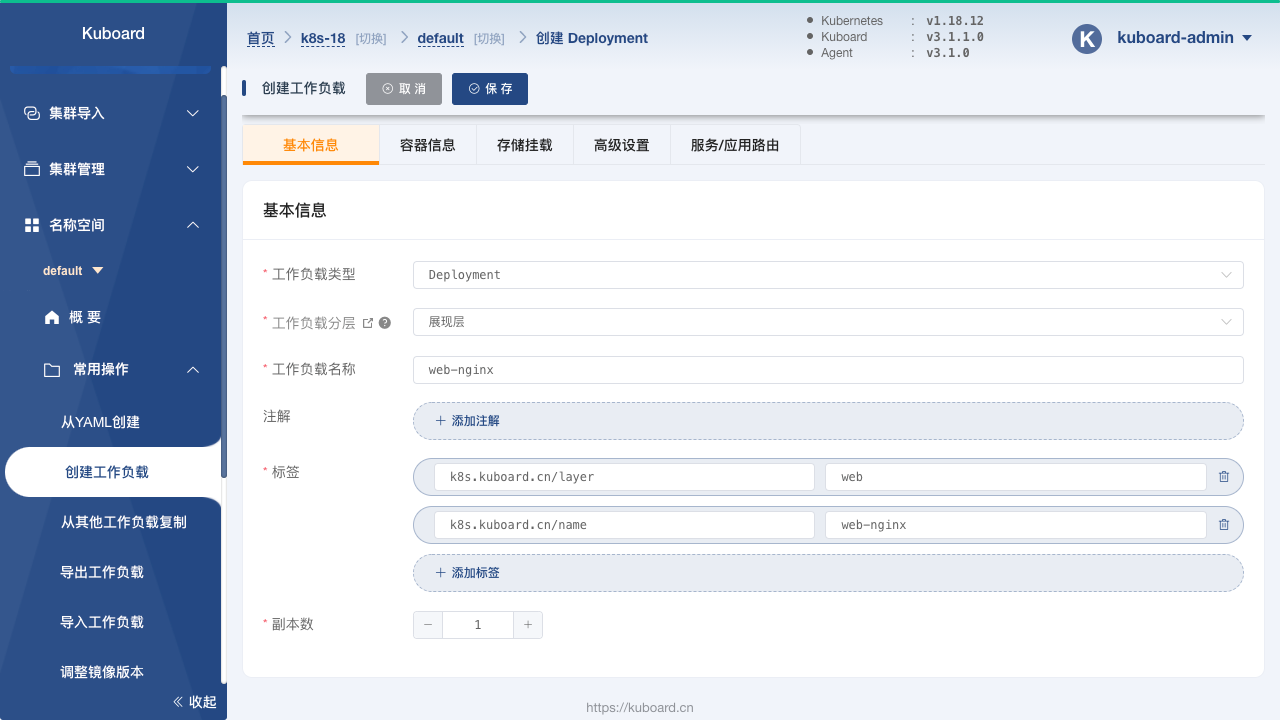 Kuboard
集群导入
集群管理
名称空间
default
概 要
常用操作
从YAML创建
创建工作负载
从其他工作负载复制
导出工作负载
导入工作负载
调整镜像版本
收起
首页 k8s-18 [切换] default [切换] 创建 Deployment
Kubernetes : v1.18.12
Kuboard : v3.1.1.0
Agent : v3.1.0
K kuboard-admin
创建工作负载 取 消 保 存
基本信息 容器信息 存储挂载 高级设置 服务/应用路由
基本信息
* 工作负载类型 Deployment
* 工作负载分层 ? 展现层
* 工作负载名称 web-nginx
注解 + 添加注解
* 标签 k8s.kuboard.cn/layer web
k8s.kuboard.cn/name web-nginx
+ 添加标签
* 副本数 − 1 +
https://kuboard.cn